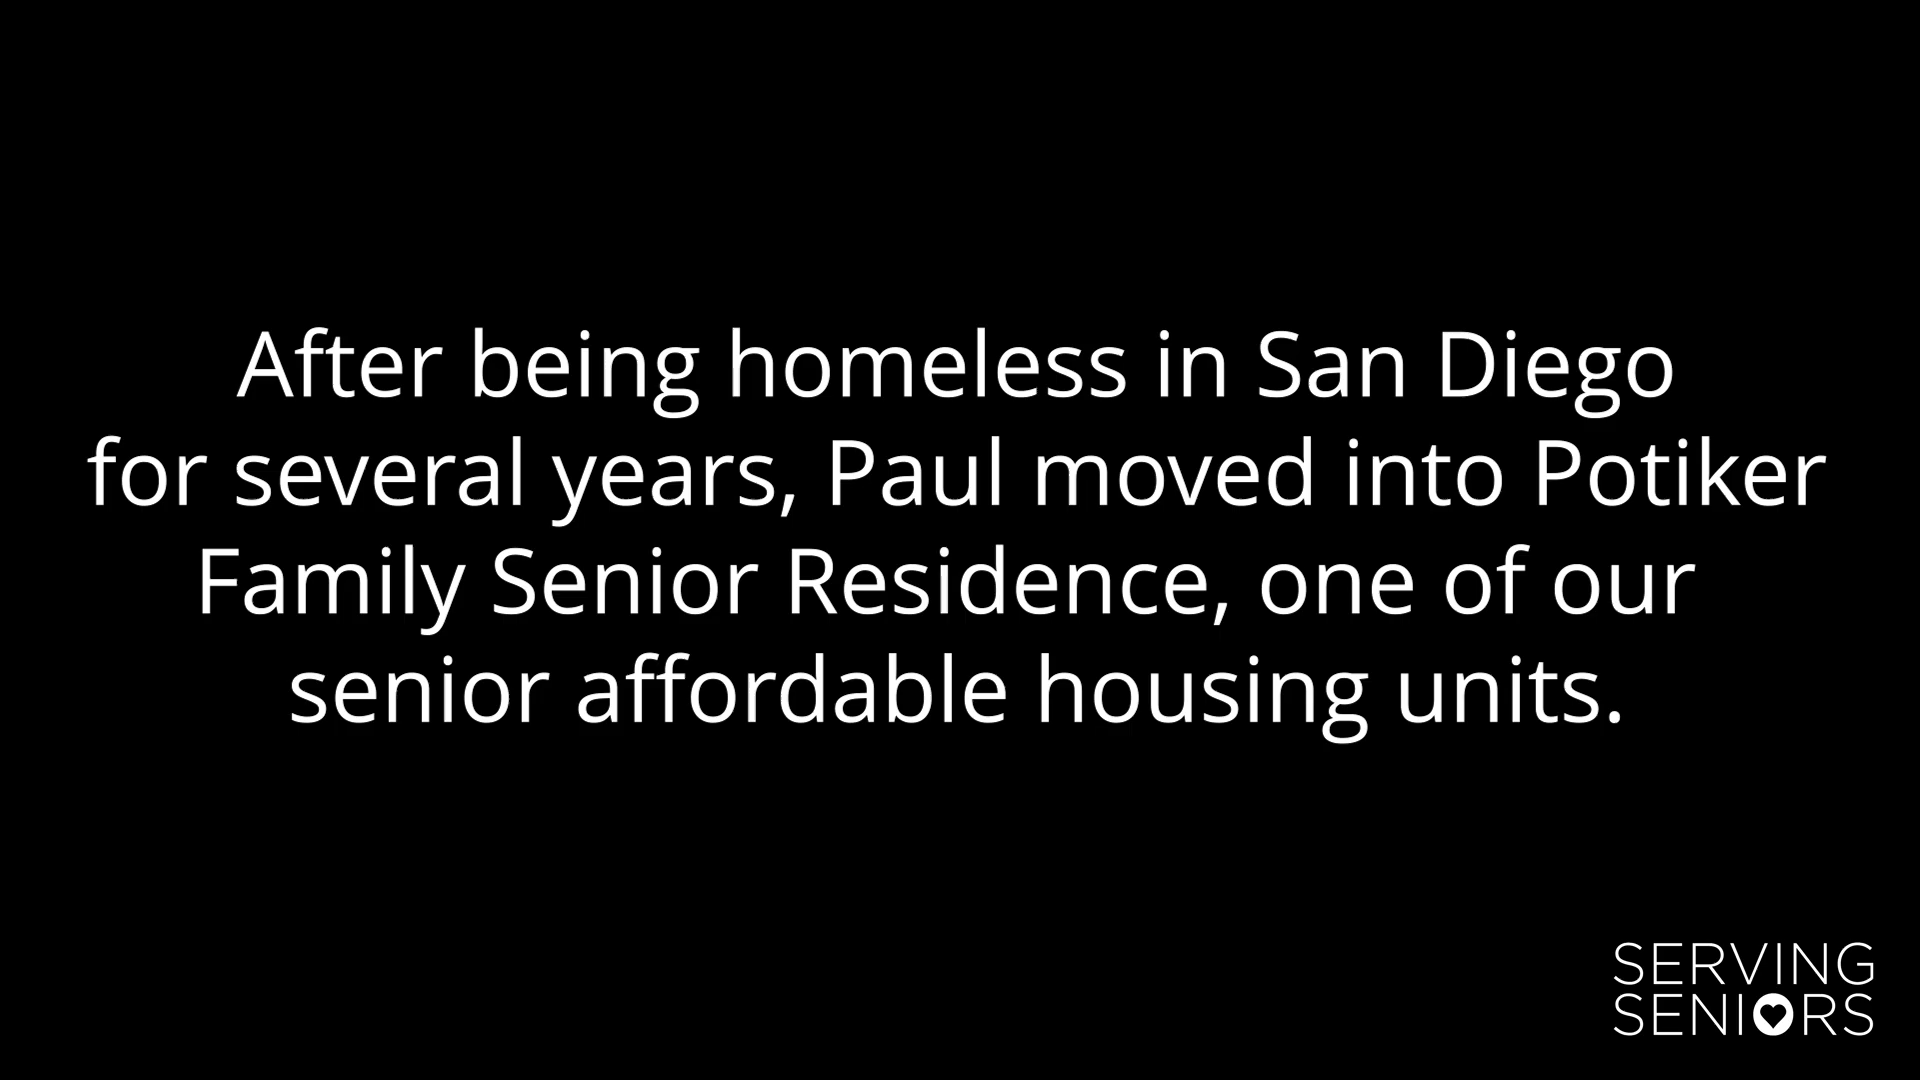 After being homeless in San Diego
for several years, Paul moved into Potiker
Family Senior Residence, one of our
senior affordable housing units.
SERVING
SENIORS